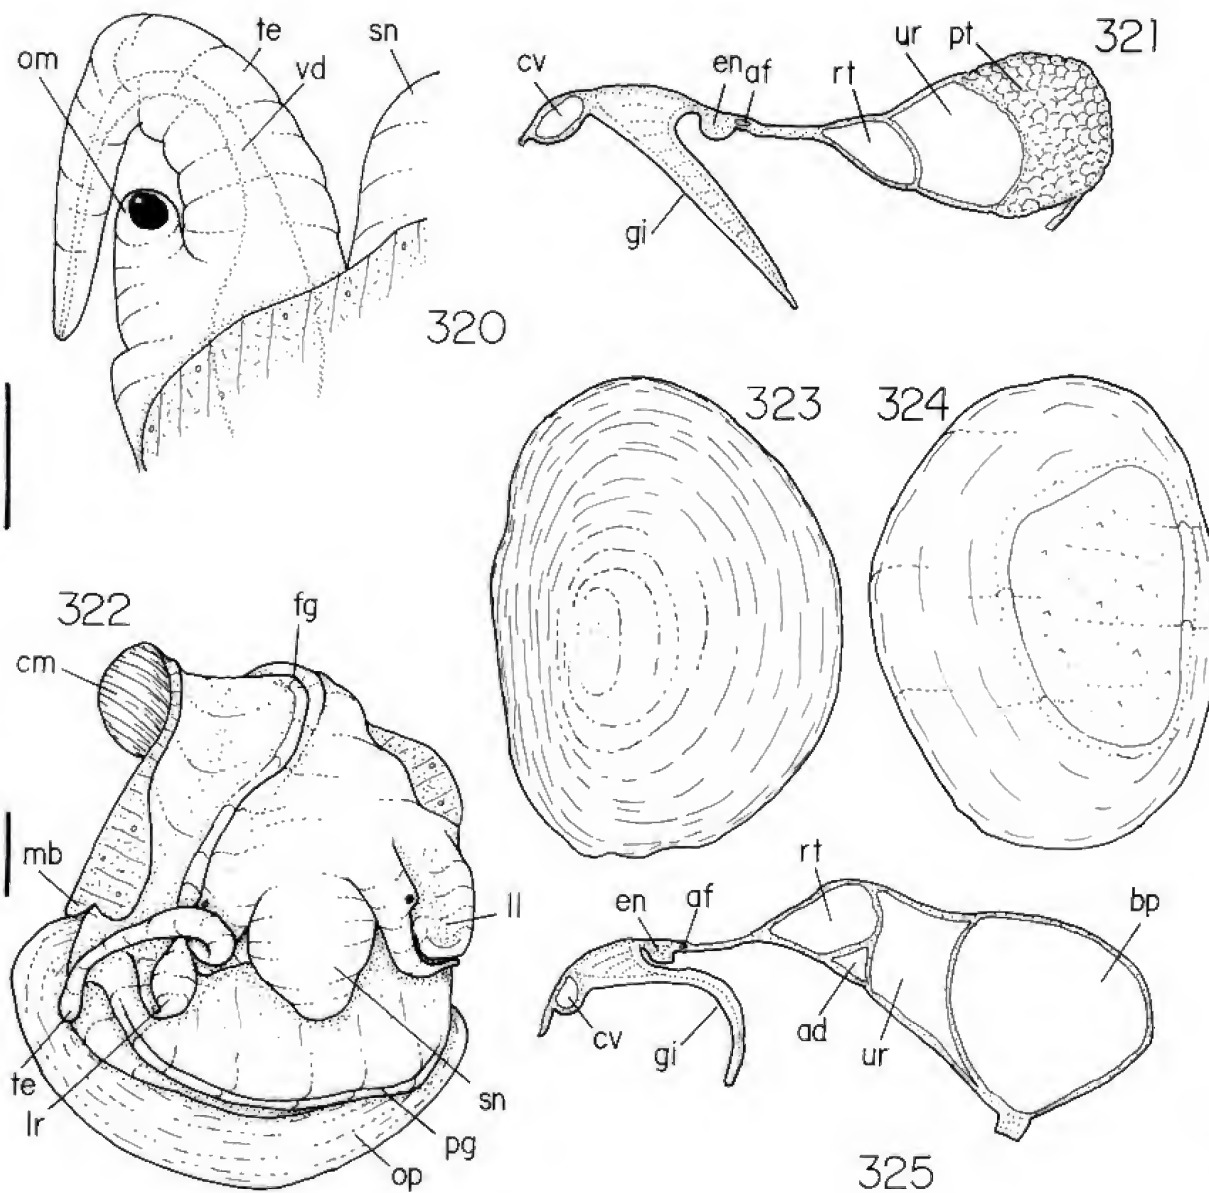 te
sn
om
vd
320
ur
pt
321
cv
en
af
rt
gi
323
324
322
fg
cm
mb
ll
te
lr
sn
pg
op
rt
bp
en
af
cv
gi
ad
ur
325